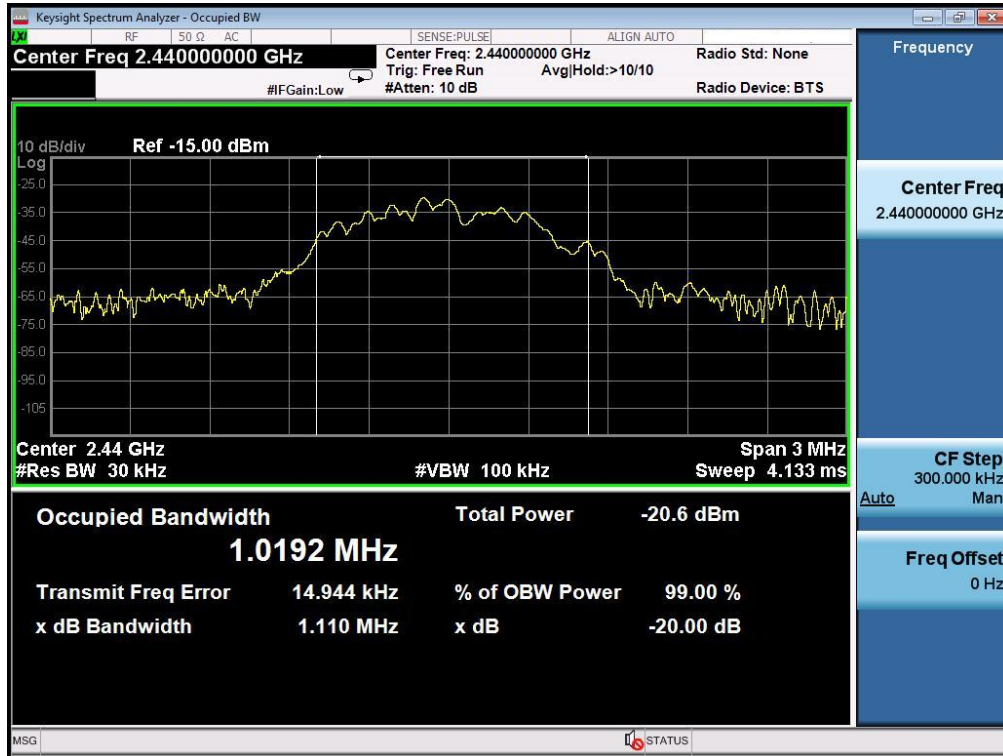 Keysight Spectrum Analyzer - Occupied BW
LXI RF 50 Ω AC SENSE:PULSE ALIGN AUTO
Center Freq 2.440000000 GHz
#IFGain:Low
Center Freq: 2.440000000 GHz
Trig: Free Run Avg|Hold:>10/10
#Atten: 10 dB
Radio Std: None
Radio Device: BTS
Frequency
10 dB/div Ref -15.00 dBm
Log
-25.0
-35.0
-45.0
-55.0
-65.0
-75.0
-85.0
-95.0
-105
Center 2.44 GHz Span 3 MHz
#Res BW 30 kHz #VBW 100 kHz Sweep 4.133 ms
Center Freq
2.440000000 GHz
CF Step
300.000 kHz
Auto Man
Freq Offset
0 Hz
Occupied Bandwidth Total Power -20.6 dBm
1.0192 MHz
Transmit Freq Error 14.944 kHz % of OBW Power 99.00 %
x dB Bandwidth 1.110 MHz x dB -20.00 dB
MSG STATUS